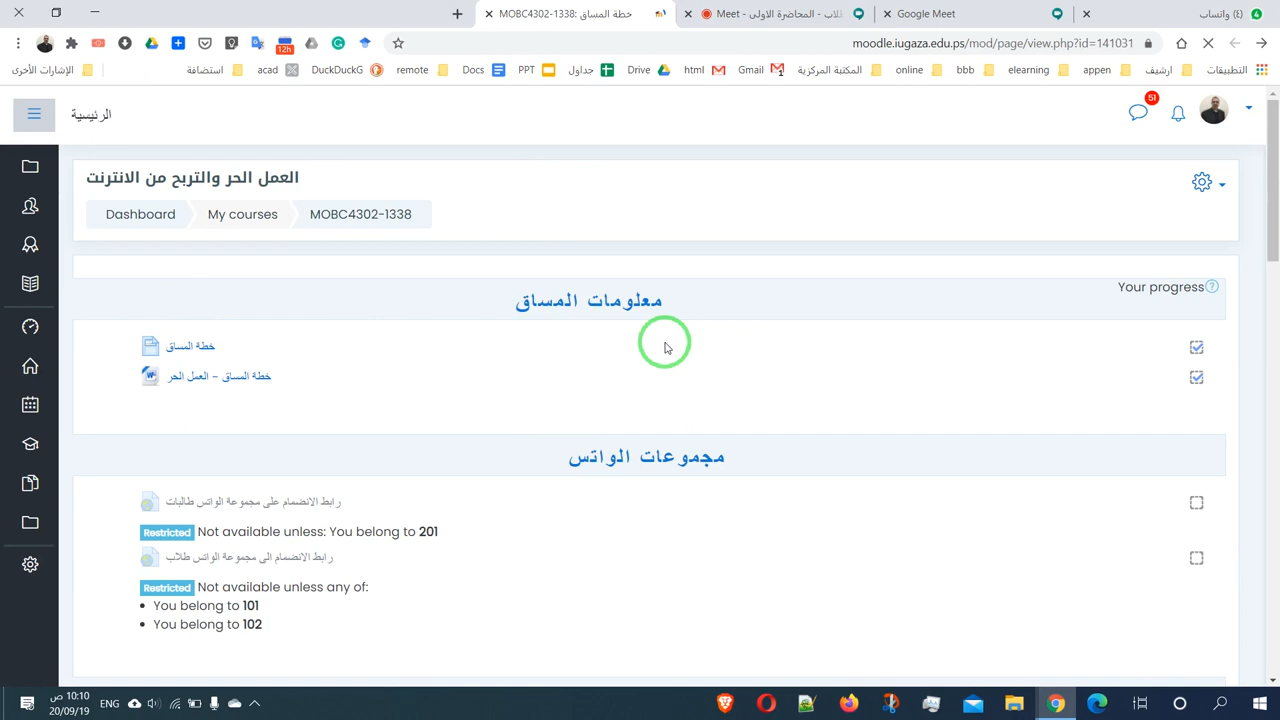 MOBC4302-1338: خطة المساق
Meet - المحاضرة الاولى - طلاب
Google Meet
(٤) واتساب
4
12h
moodle.iugaza.edu.ps/mod/page/view.php?id=141031
الإشارات الأخرى
استضافة
acad
DuckDuckG
remote
Docs
PPT
جداول
Drive
html
Gmail
المكتبة المركزية
online
bbb
elearning
appen
ارشيف
التطبيقات
الرئيسية
51
العمل الحر والتربح من الانترنت
Dashboard
My courses
MOBC4302-1338
Your progress
معلومات المساق
خطة المساق
خطة المساق - العمل الحر
مجموعات الواتس
رابط الانضمام على مجموعة الواتس طالبات
Restricted Not available unless: You belong to 201
رابط الانضمام الى مجموعة الواتس طلاب
Restricted Not available unless any of:
You belong to 101
You belong to 102
10:10 ص
20/09/19
ENG